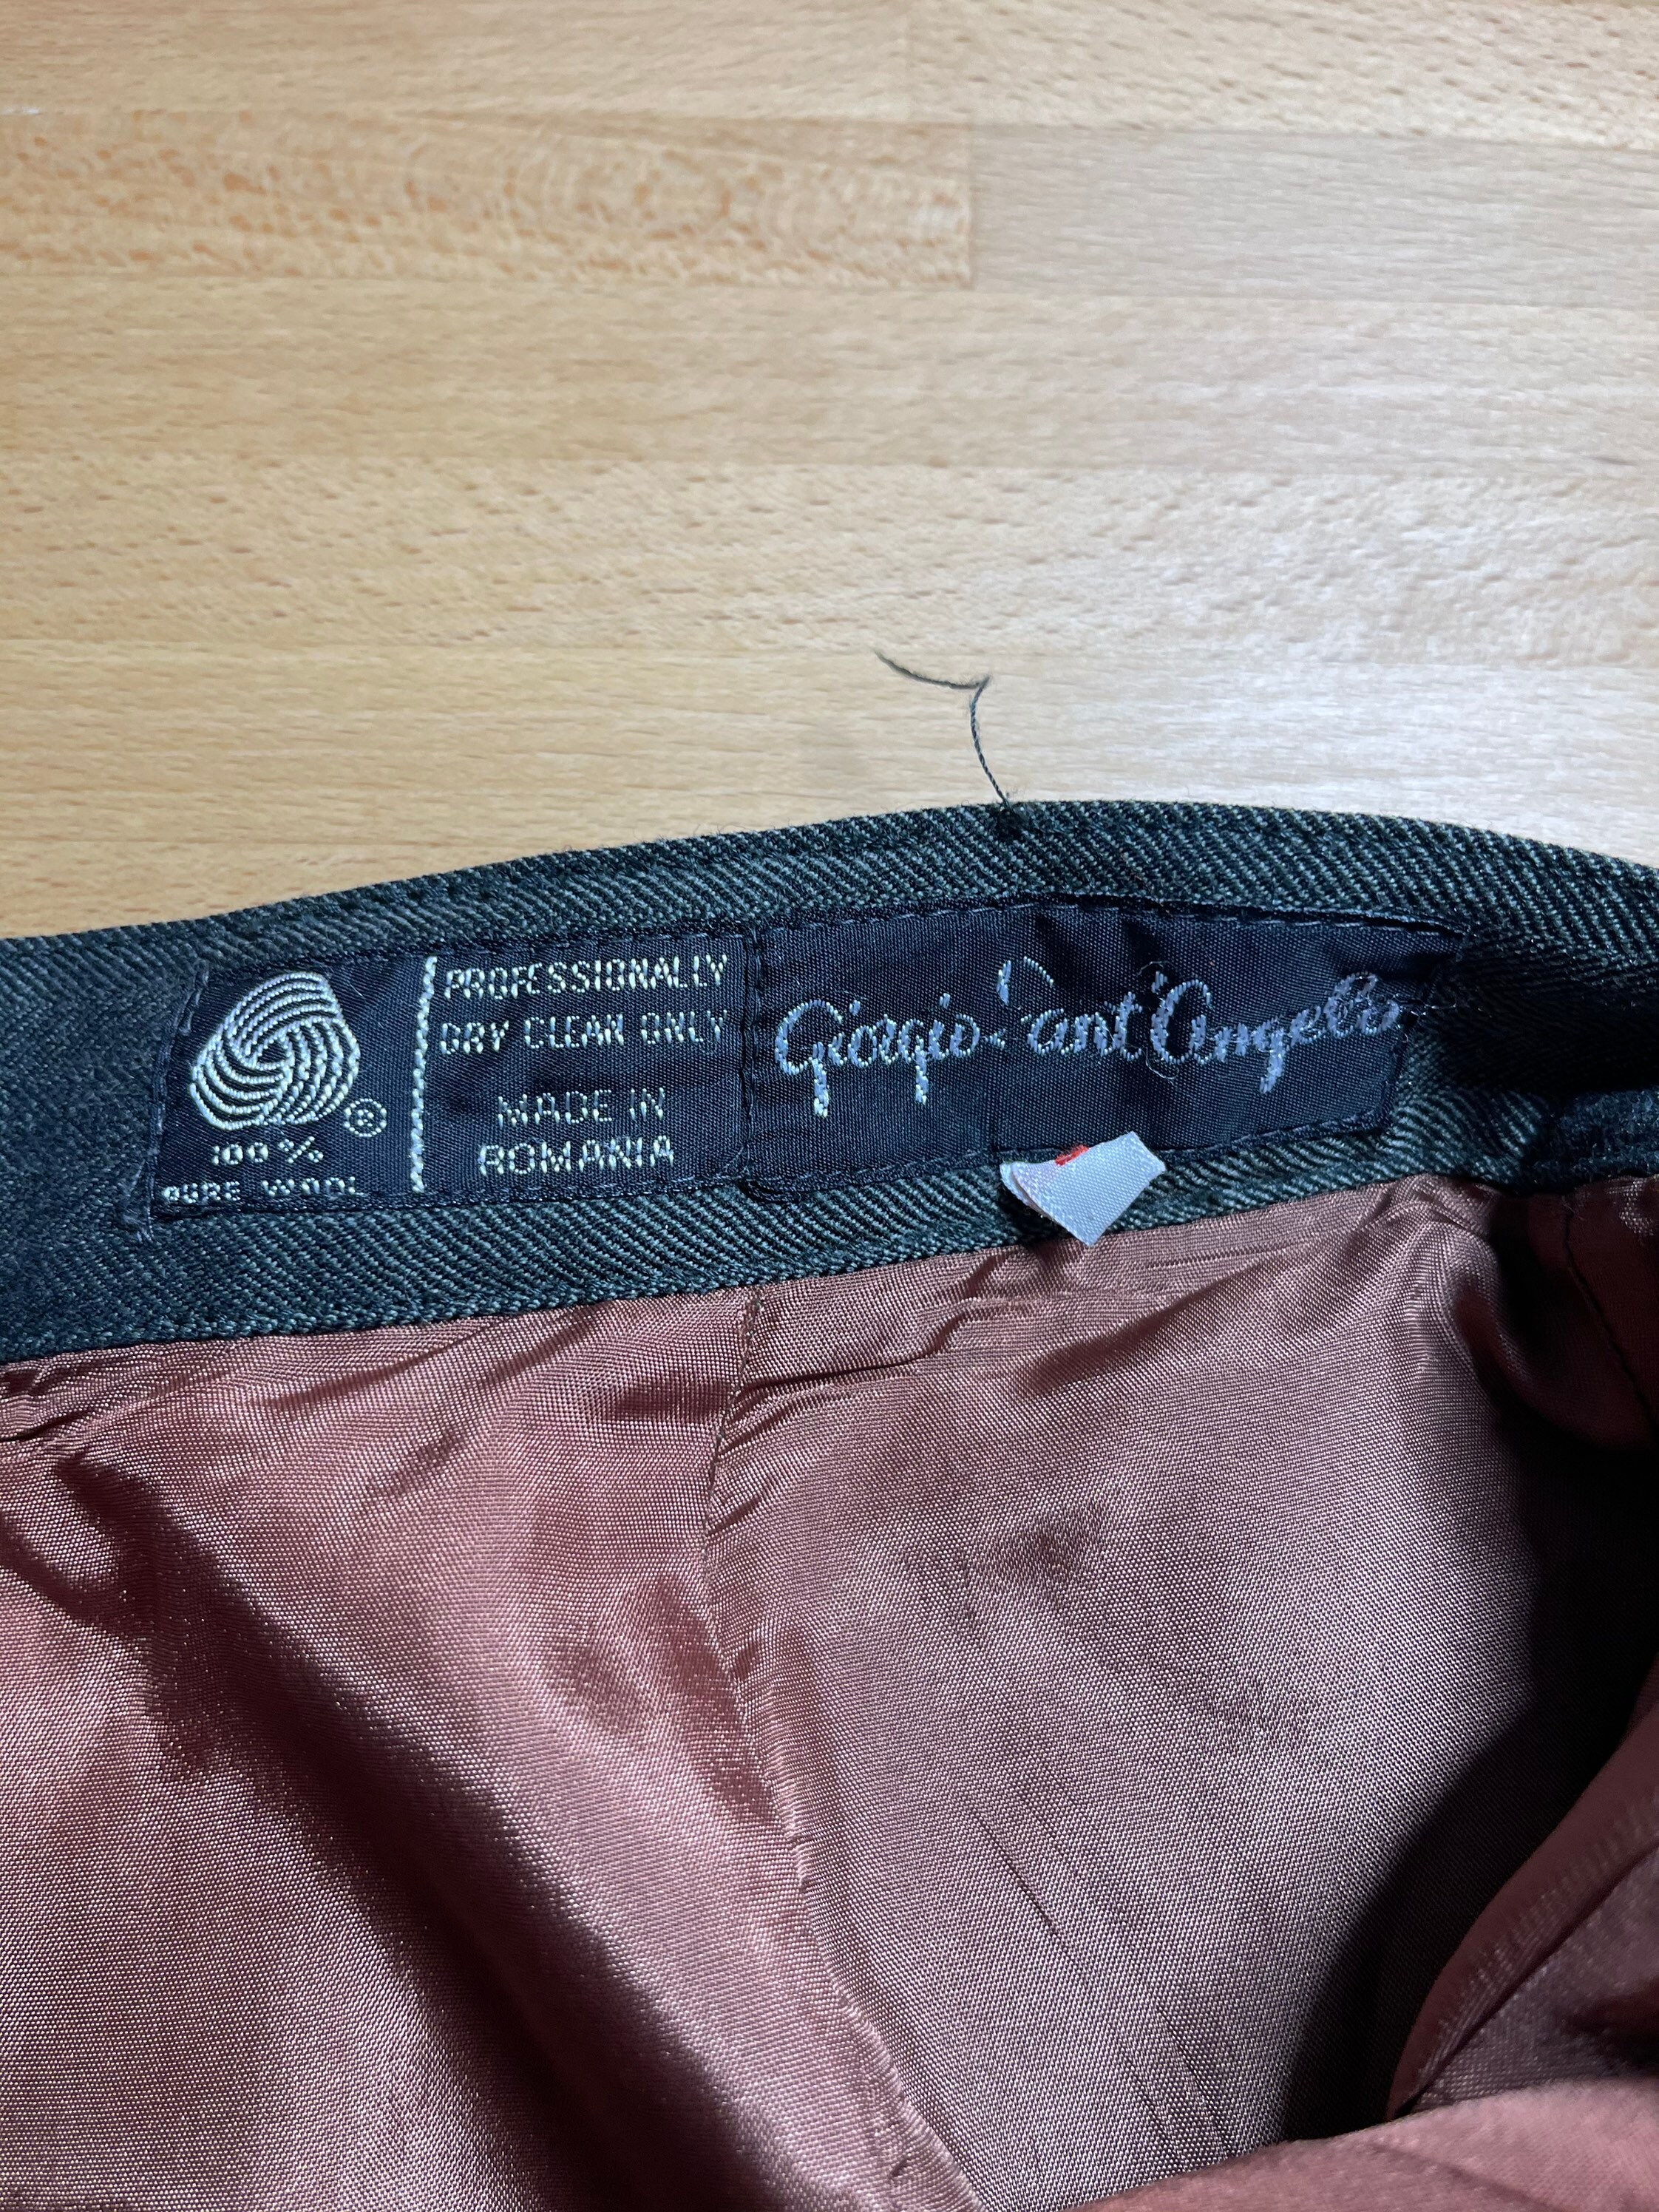 PROFESSIONALLY
DRY CLEAN ONLY
MADE IN
ROMANIA
®
100%
PURE WOOL
Giorgio Sant'Angelo